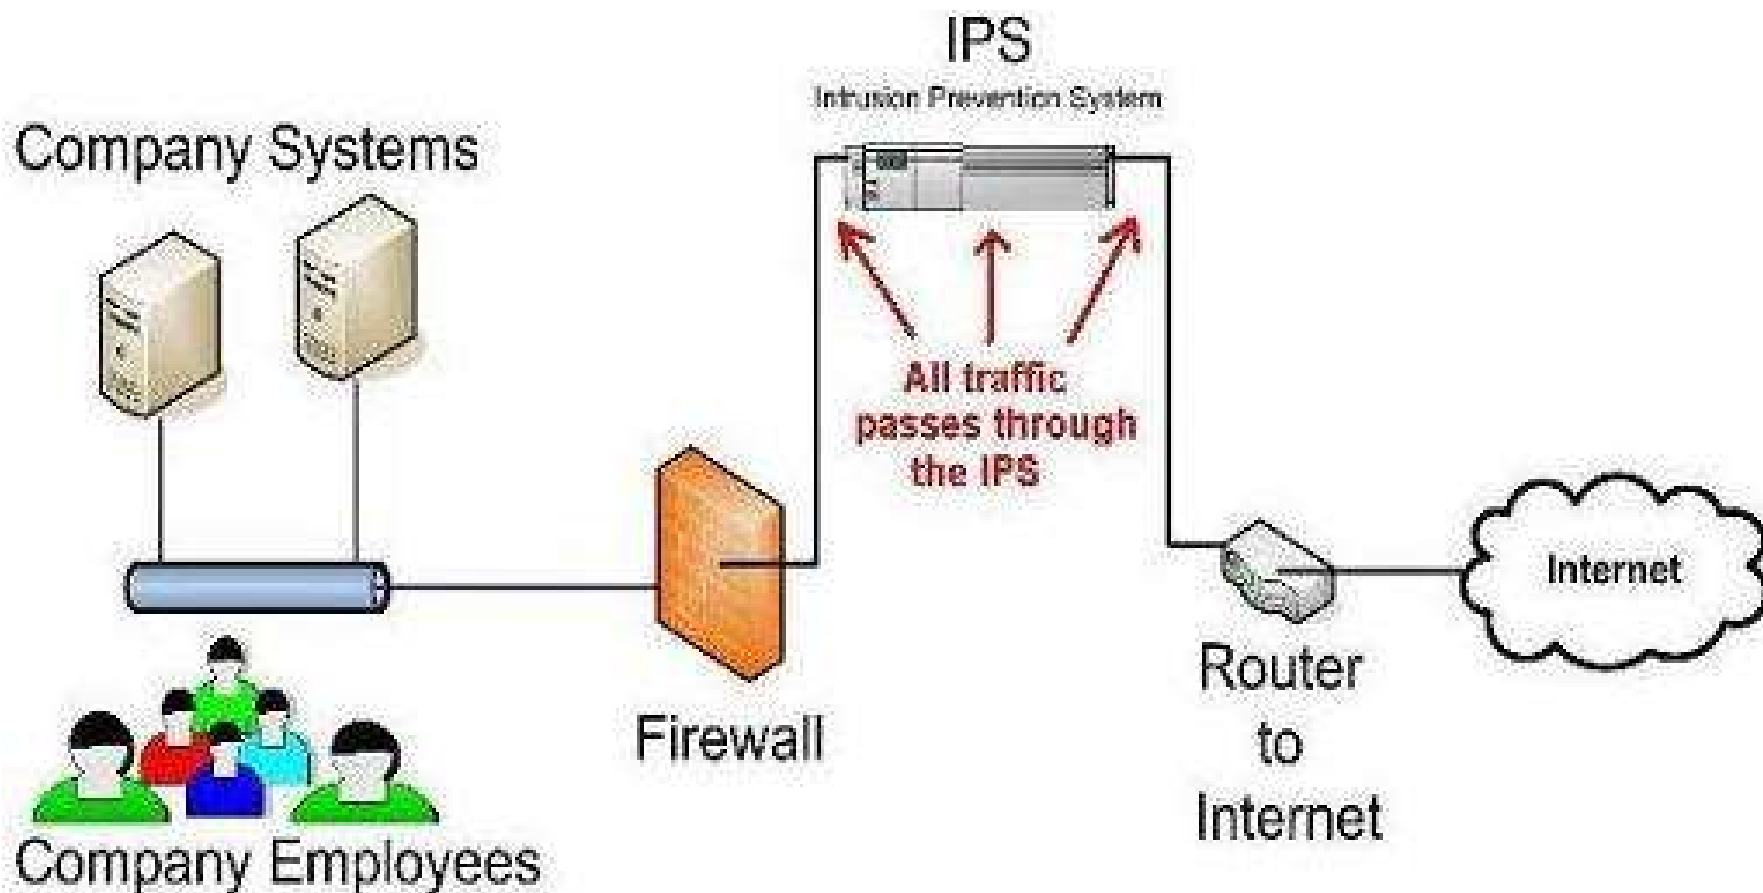 IPS
Intrusion Prevention System
Company Systems
All traffic
passes through
the IPS
Internet
Router
to
Internet
Firewall
Company Employees